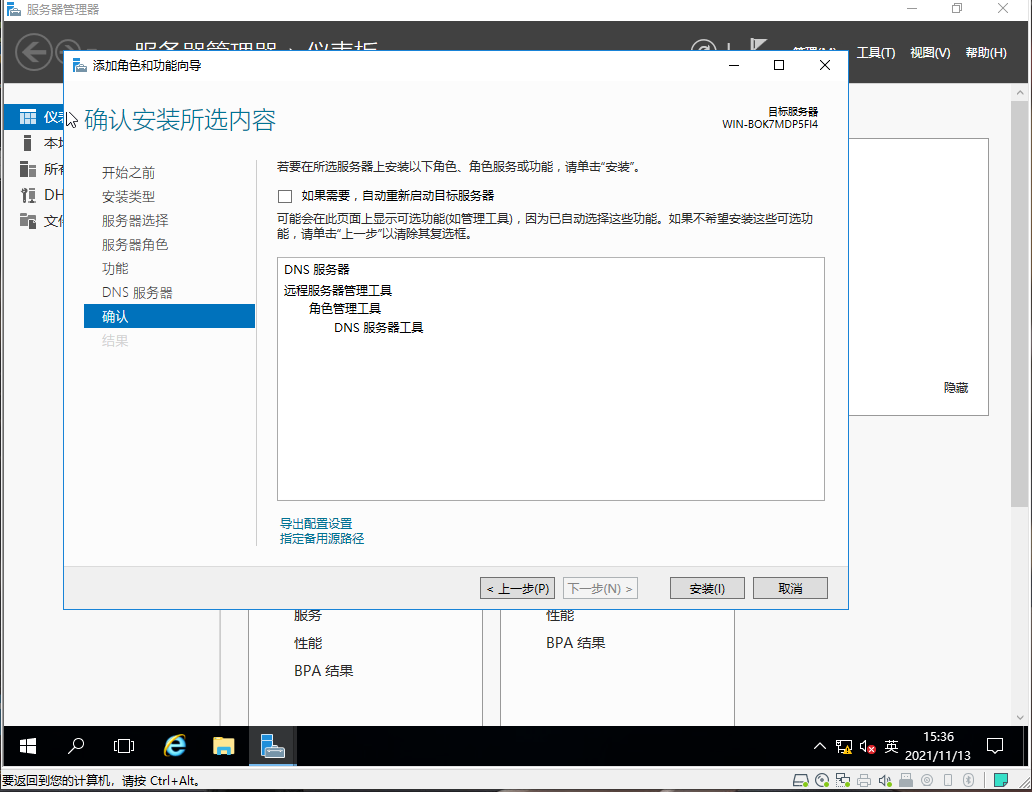 服务器管理器
服务器管理器 · 仪表板
管理(M) 工具(T) 视图(V) 帮助(H)
添加角色和功能向导
仪表
本地
所有
DH
文件
确认安装所选内容
目标服务器
WIN-BOK7MDP5FI4
开始之前
安装类型
服务器选择
服务器角色
功能
DNS 服务器
确认
结果
若要在所选服务器上安装以下角色、角色服务或功能，请单击“安装”。
如果需要，自动重新启动目标服务器
可能会在此页面上显示可选功能(如管理工具)，因为已自动选择这些功能。如果不希望安装这些可选功
能，请单击“上一步”以清除其复选框。
DNS 服务器
远程服务器管理工具
角色管理工具
DNS 服务器工具
导出配置设置
指定备用源路径
< 上一步(P) 下一步(N) > 安装(I) 取消
隐藏
服务
性能
BPA 结果
性能
BPA 结果
英
15:36
2021/11/13
要返回到您的计算机，请按 Ctrl+Alt。